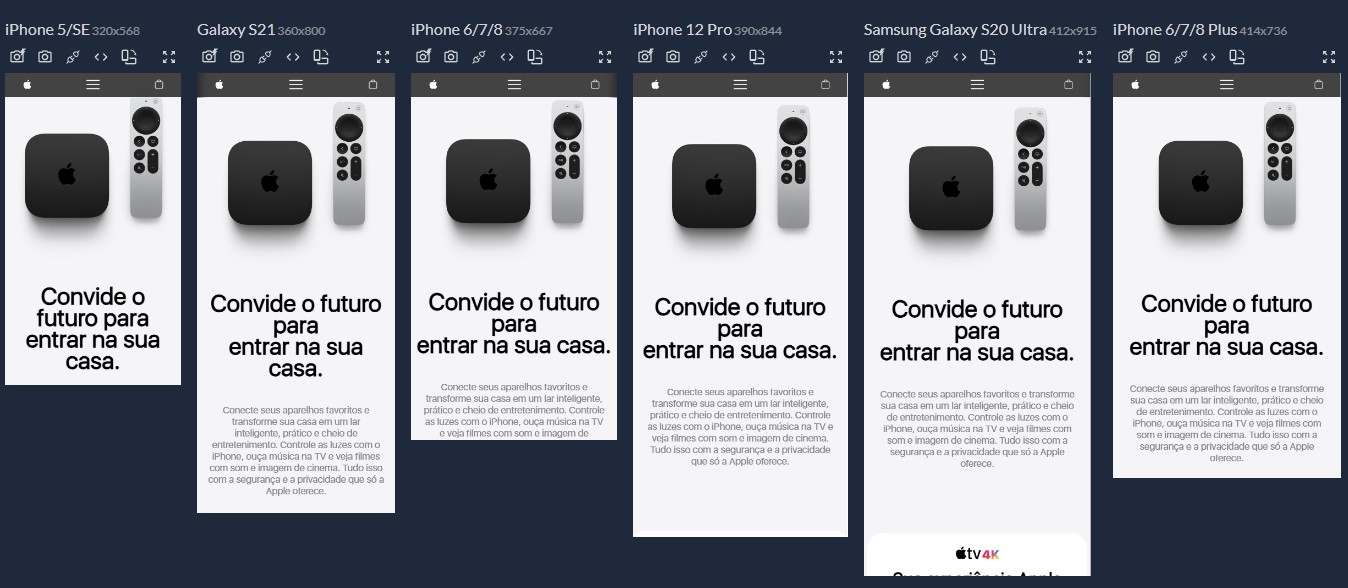 iPhone 5/SE 320x568
Convide o
futuro para
entrar na sua
casa.
Galaxy S21 360x800
Convide o futuro
para
entrar na sua
casa.
Conecte seus aparelhos favoritos e
transforme sua casa em um lar
inteligente, prático e cheio de
entretenimento. Controle as luzes com o
iPhone, ouça música na TV e veja filmes
com som e imagem de cinema. Tudo isso
com a segurança e a privacidade que só a
Apple oferece.
iPhone 6/7/8 375x667
Convide o futuro
para
entrar na sua casa.
Conecte seus aparelhos favoritos e
transforme sua casa em um lar inteligente,
prático e cheio de entretenimento. Controle
as luzes com o iPhone, ouça música na TV
e veja filmes com som e imagem de
iPhone 12 Pro 390x844
Convide o futuro
para
entrar na sua casa.
Conecte seus aparelhos favoritos e
transforme sua casa em um lar inteligente,
prático e cheio de entretenimento. Controle
as luzes com o iPhone, ouça música na TV
e veja filmes com som e imagem de cinema.
Tudo isso com a segurança e a privacidade
que só a Apple oferece.
Samsung Galaxy S20 Ultra 412x915
Convide o futuro
para
entrar na sua casa.
Conecte seus aparelhos favoritos e transforme
sua casa em um lar inteligente, prático e cheio
de entretenimento. Controle as luzes com o
iPhone, ouça música na TV e veja filmes com
som e imagem de cinema. Tudo isso com a
segurança e a privacidade que só a Apple
oferece.
tv 4K
Sua experiência Apple
iPhone 6/7/8 Plus 414x736
Convide o futuro
para
entrar na sua casa.
Conecte seus aparelhos favoritos e transforme
sua casa em um lar inteligente, prático e cheio
de entretenimento. Controle as luzes com o
iPhone, ouça música na TV e veja filmes com
som e imagem de cinema. Tudo isso com a
segurança e a privacidade que só a Apple
oferece.